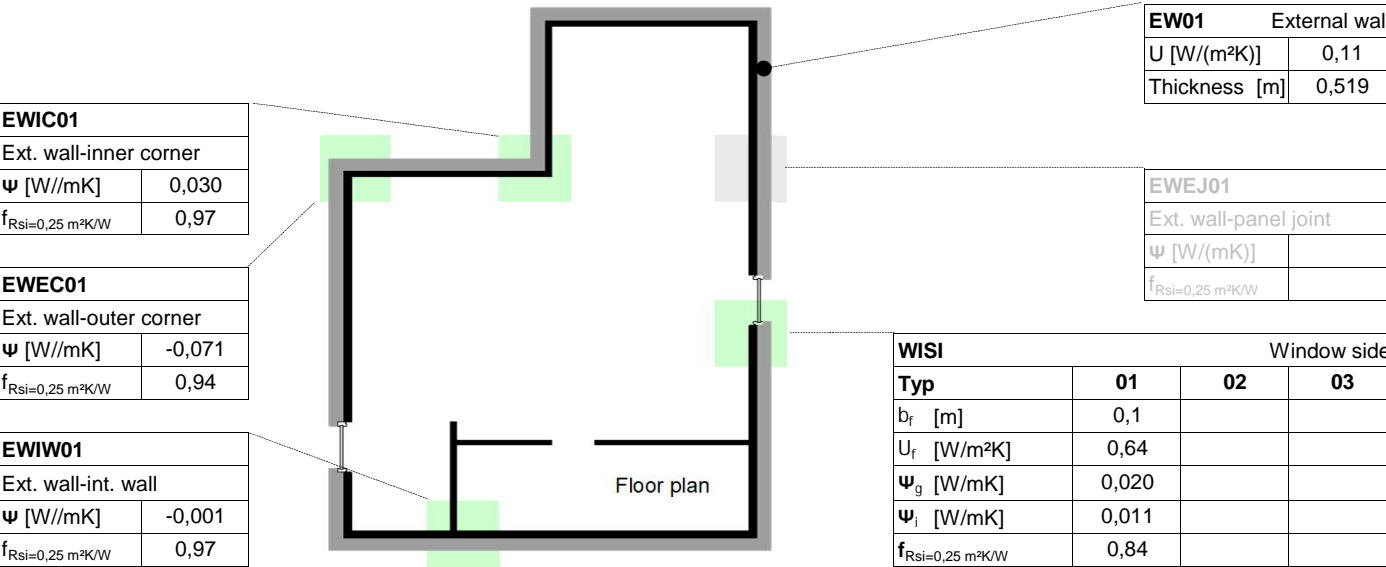 EW01 External wal
U [W/(m²K)] 0,11
Thickness [m] 0,519
EWIC01
Ext. wall-inner corner
Ψ [W//mK] 0,030
fRsi=0,25 m²K/W 0,97
EWEJ01
Ext. wall-panel joint
Ψ [W/(mK)]
fRsi=0,25 m²K/W
EWEC01
Ext. wall-outer corner
Ψ [W//mK] -0,071
fRsi=0,25 m²K/W 0,94
WISI Window side
Typ 01 02 03
bf [m] 0,1
Uf [W/m²K] 0,64
Ψg [W/mK] 0,020
Ψi [W/mK] 0,011
fRsi=0,25 m²K/W 0,84
EWIW01
Ext. wall-int. wall
Ψ [W//mK] -0,001
fRsi=0,25 m²K/W 0,97
Floor plan